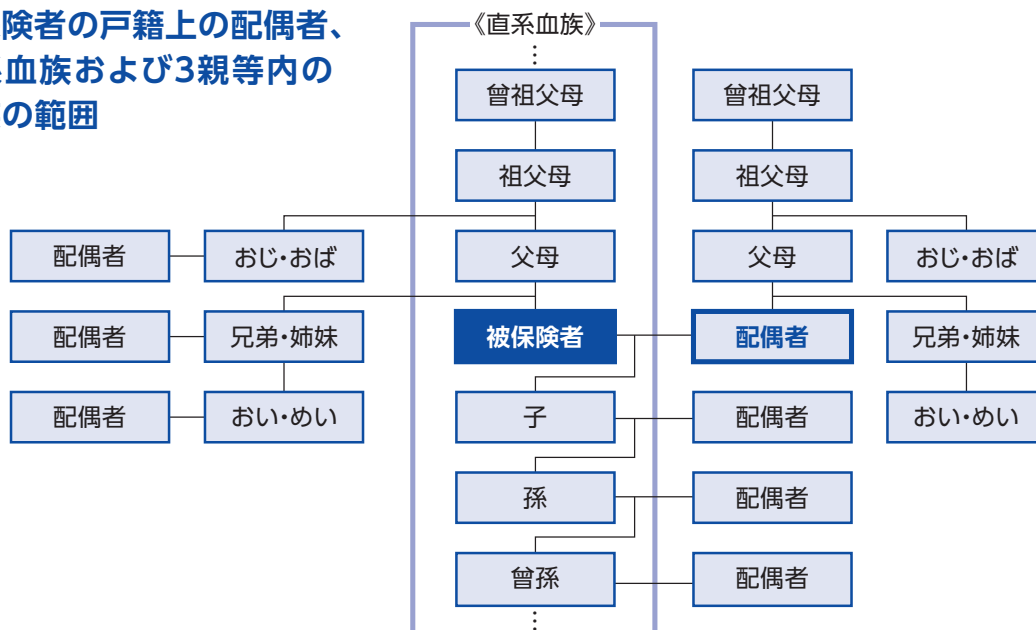 険者の戸籍上の配偶者、
血族および3親等内の
の範囲
《直系血族》
⋮
曾祖父母
曾祖父母
祖父母
祖父母
配偶者
おじ・おば
父母
父母
おじ・おば
配偶者
兄弟・姉妹
被保険者
配偶者
兄弟・姉妹
配偶者
おい・めい
子
配偶者
おい・めい
孫
配偶者
曾孫
配偶者
⋮